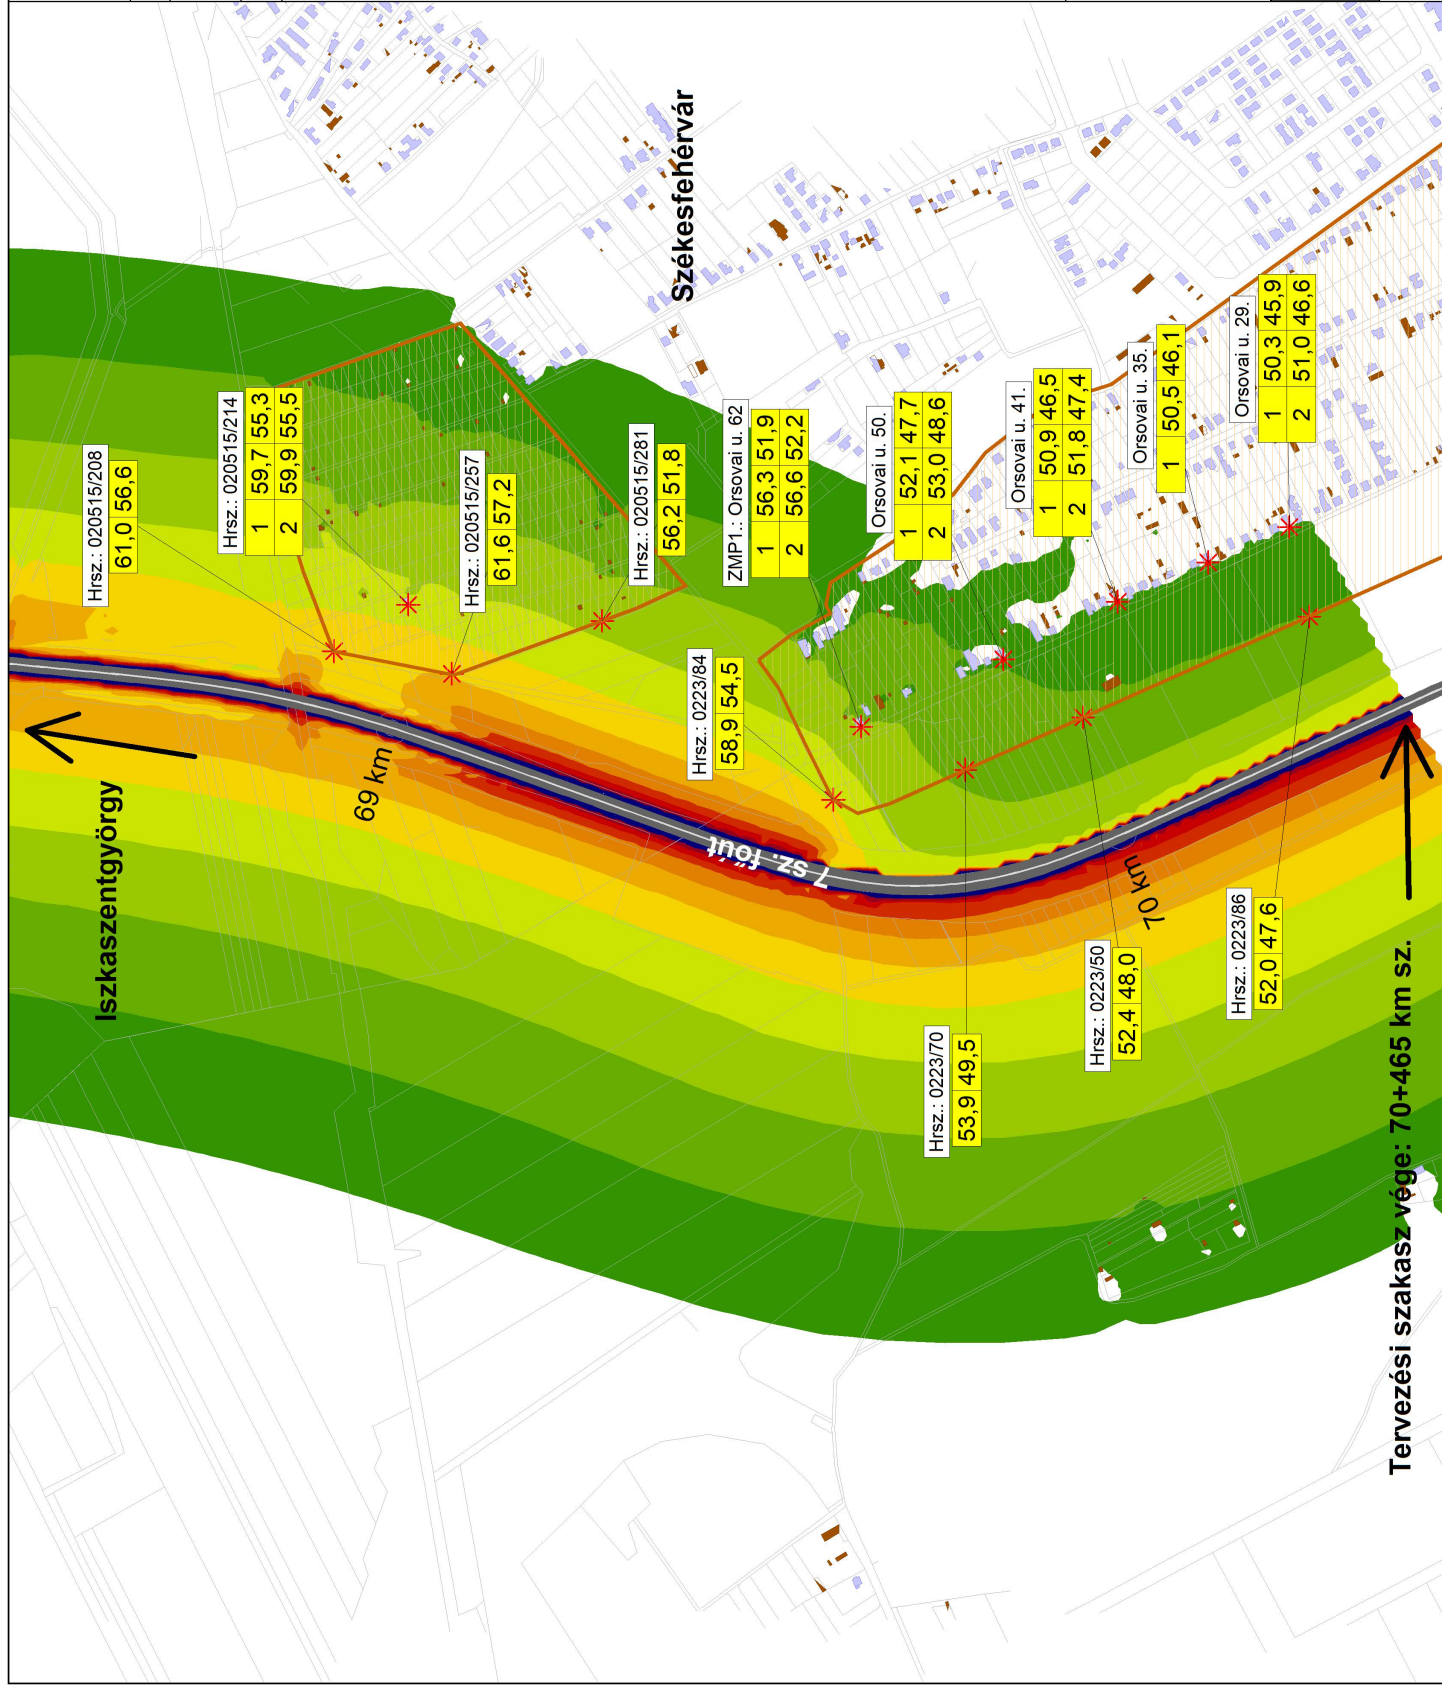 Iszkaszentgyörgy
Székesfehérvár
Hrsz.: 020515/208
61,0 56,6
Hrsz.: 020515/214
1 59,7 55,3
2 59,9 55,5
Hrsz.: 020515/257
61,6 57,2
Hrsz.: 020515/281
56,2 51,8
69 km
7 sz. főút
Hrsz.: 0223/84
58,9 54,5
ZMP1.: Orsovai u. 62
1 56,3 51,9
2 56,6 52,2
Orsovai u. 50.
1 52,1 47,7
2 53,0 48,6
Orsovai u. 41.
1 50,9 46,5
2 51,8 47,4
Orsovai u. 35.
1 50,5 46,1
Orsovai u. 29.
1 50,3 45,9
2 51,0 46,6
Hrsz.: 0223/70
53,9 49,5
Hrsz.: 0223/50
52,4 48,0
70 km
Hrsz.: 0223/86
52,0 47,6
Tervezési szakasz vége: 70+465 km sz.